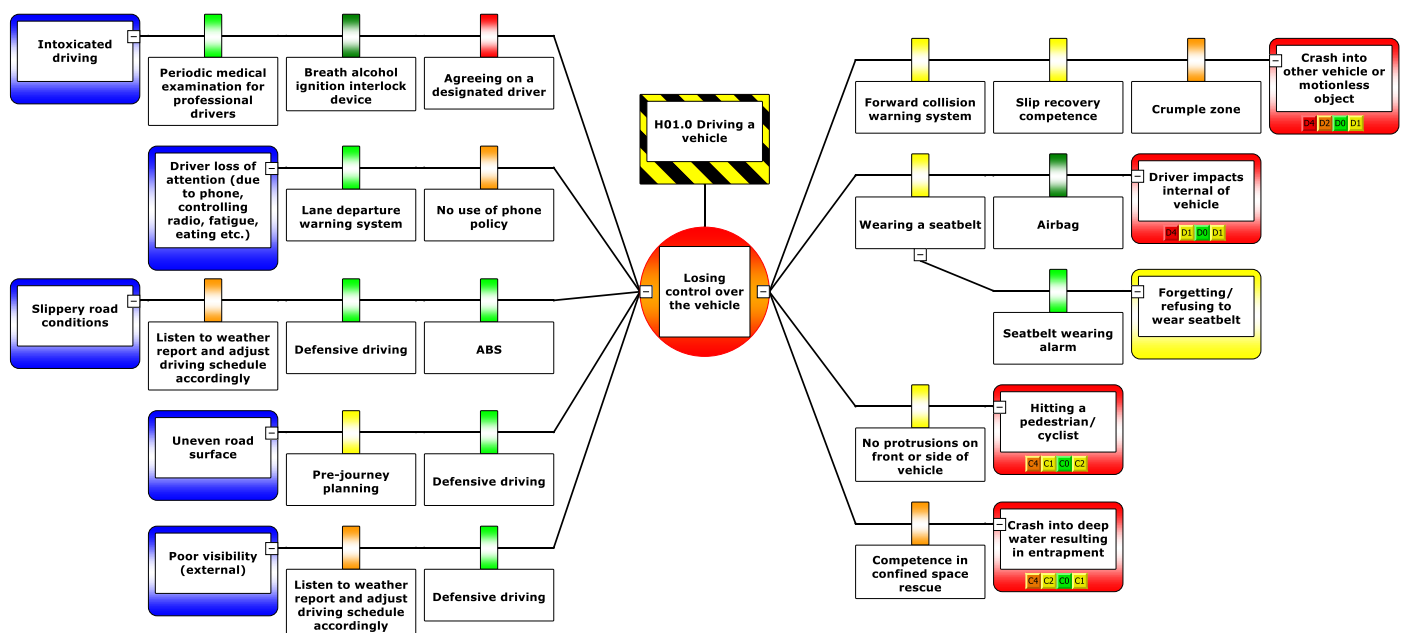 Intoxicated
driving
Periodic medical
examination for
professional
drivers
Breath alcohol
ignition interlock
device
Agreeing on a
designated driver
Driver loss of
attention (due
to phone,
controlling
radio, fatigue,
eating etc.)
Lane departure
warning system
No use of phone
policy
Slippery road
conditions
Listen to weather
report and adjust
driving schedule
accordingly
Defensive driving
ABS
Uneven road
surface
Pre-journey
planning
Defensive driving
Poor visibility
(external)
Listen to weather
report and adjust
driving schedule
accordingly
Defensive driving
H01.0 Driving a
vehicle
Losing
control over
the vehicle
Forward collision
warning system
Slip recovery
competence
Crumple zone
Crash into
other vehicle or
motionless
object
D4 D2 D0 D1
Wearing a seatbelt
Airbag
Driver impacts
internal of
vehicle
D4 D1 D0 D1
Seatbelt wearing
alarm
Forgetting/
refusing to
wear seatbelt
No protrusions on
front or side of
vehicle
Hitting a
pedestrian/
cyclist
C4 C1 C0 C2
Competence in
confined space
rescue
Crash into deep
water resulting
in entrapment
C4 C2 C0 C1